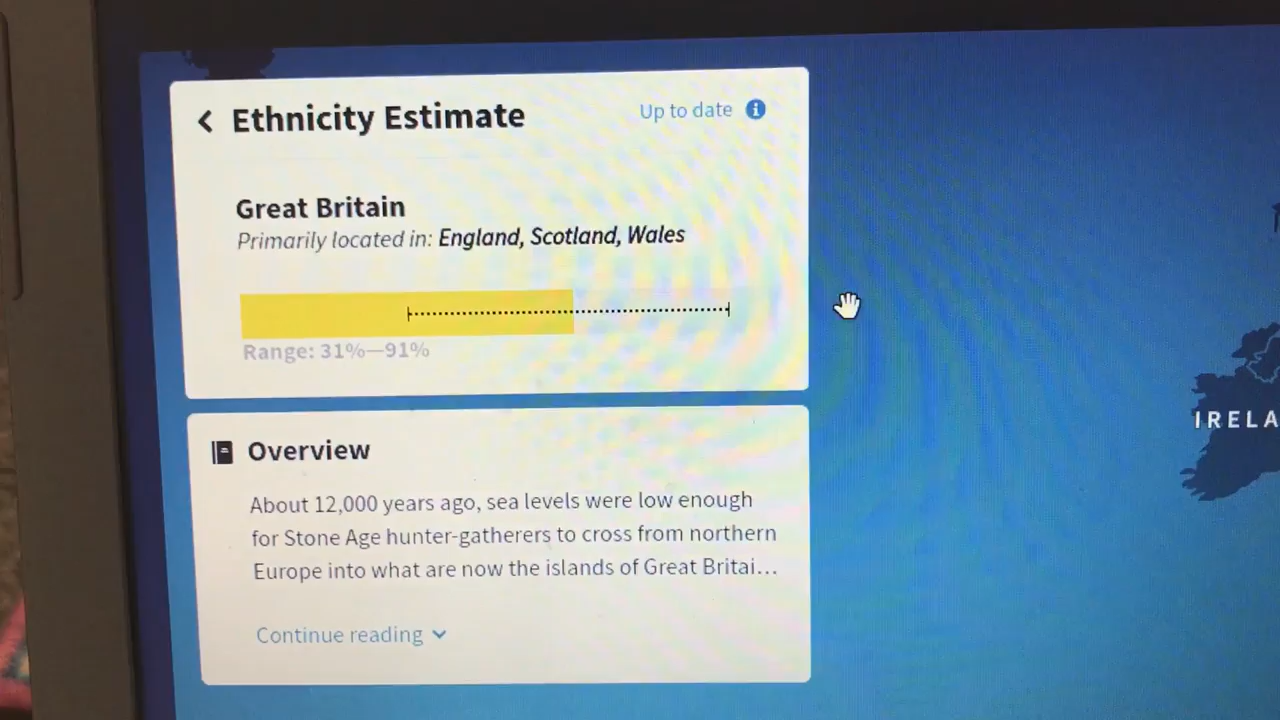 Ethnicity Estimate
Up to date
Great Britain
Primarily located in: England, Scotland, Wales
Range: 31%—91%
Overview
About 12,000 years ago, sea levels were low enough
for Stone Age hunter-gatherers to cross from northern
Europe into what are now the islands of Great Britai…
Continue reading
IRELA